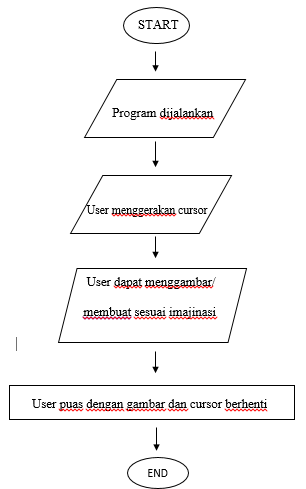 START
Program dijalankan
User menggerakan cursor
User dapat menggambar/
membuat sesuai imajinasi
User puas dengan gambar dan cursor berhenti
END